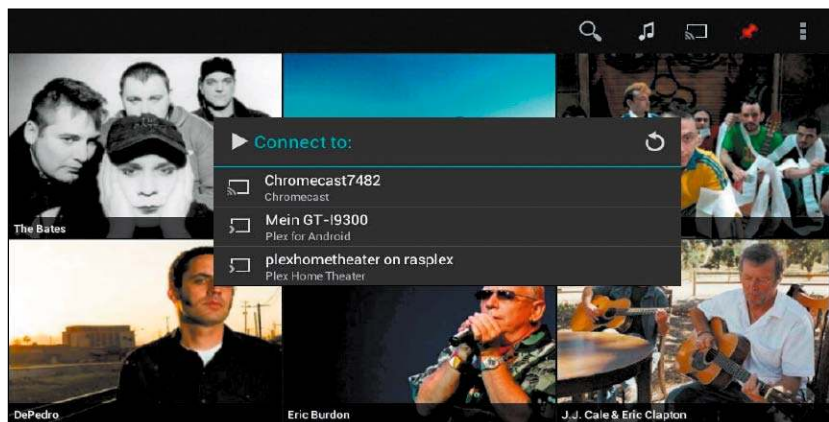 Connect to:
Chromecast7482
Chromecast
Mein GT-I9300
Plex for Android
plexhometheater on rasplex
Plex Home Theater
The Bates
DePedro
Eric Burdon
J.J. Cale & Eric Clapton